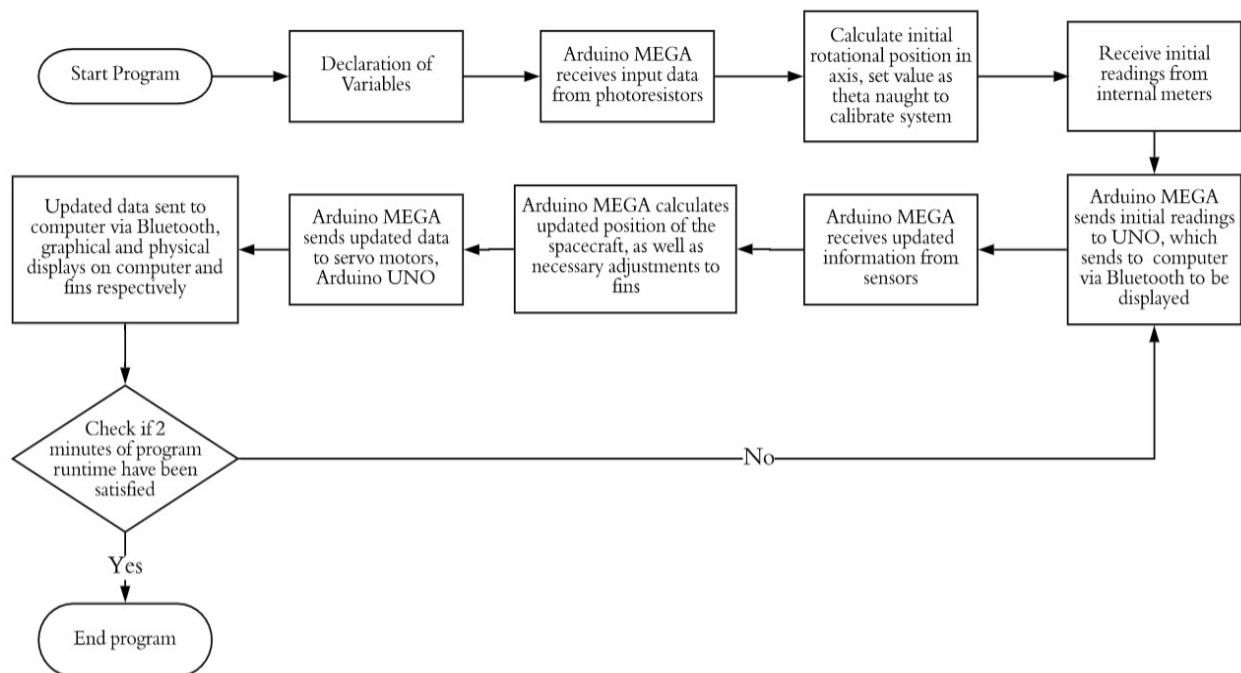 Start Program
Declaration of
Variables
Arduino MEGA
receives input data
from photoresistors
Calculate initial
rotational position in
axis, set value as
theta naught to
calibrate system
Receive initial
readings from
internal meters
Arduino MEGA
sends initial readings
to UNO, which
sends to computer
via Bluetooth to be
displayed
Arduino MEGA
receives updated
information from
sensors
Arduino MEGA calculates
updated position of the
spacecraft, as well as
necessary adjustments to
fins
Arduino MEGA
sends updated data
to servo motors,
Arduino UNO
Updated data sent to
computer via Bluetooth,
graphical and physical
displays on computer and
fins respectively
Check if 2
minutes of program
runtime have been
satisfied
No
Yes
End program